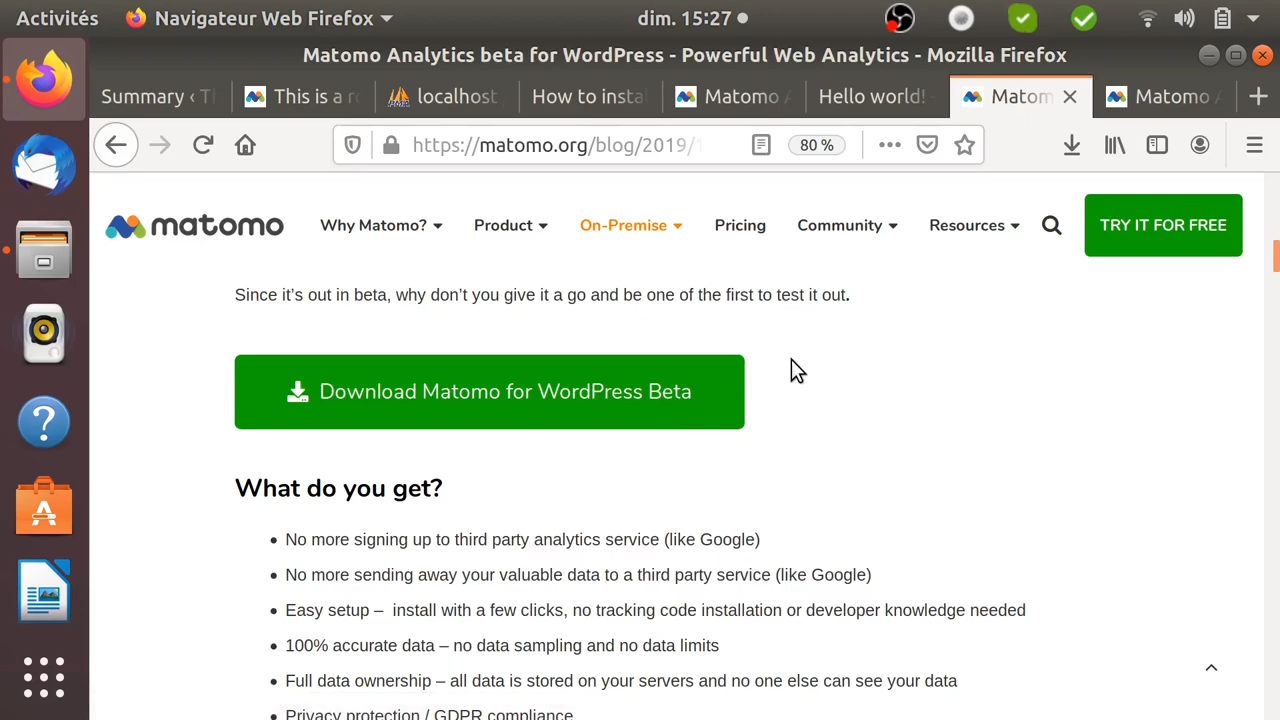 Activités Navigateur Web Firefox dim. 15:27
Matomo Analytics beta for WordPress - Powerful Web Analytics - Mozilla Firefox
Summary ‹ Th This is a ro localhost How to insta Matomo A Hello world! - Matom Matomo A
https://matomo.org/blog/2019/1 80 %
matomo Why Matomo? Product On-Premise Pricing Community Resources TRY IT FOR FREE
Since it’s out in beta, why don’t you give it a go and be one of the first to test it out.
Download Matomo for WordPress Beta
What do you get?
• No more signing up to third party analytics service (like Google)
• No more sending away your valuable data to a third party service (like Google)
• Easy setup – install with a few clicks, no tracking code installation or developer knowledge needed
• 100% accurate data – no data sampling and no data limits
• Full data ownership – all data is stored on your servers and no one else can see your data
• Privacy protection / GDPR compliance